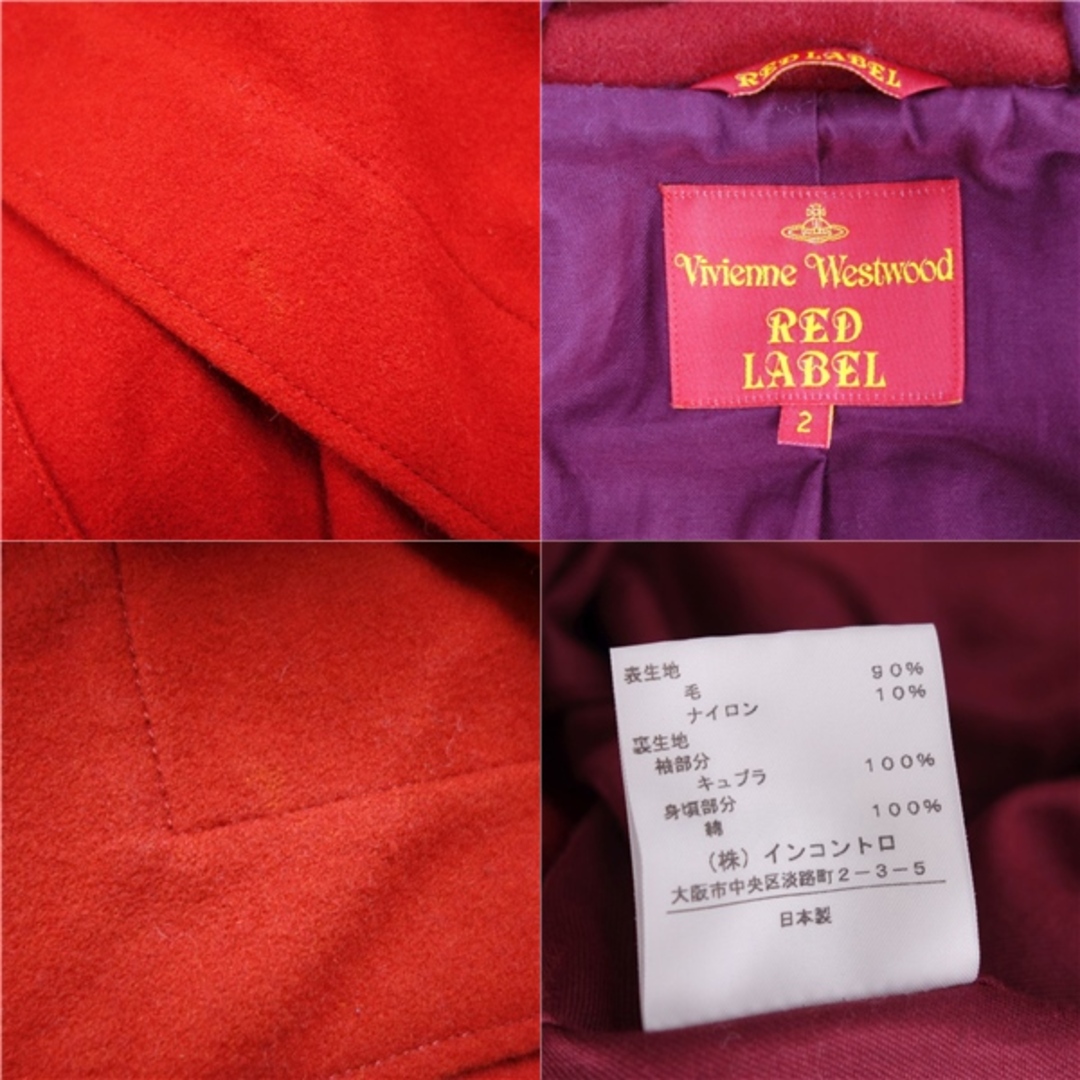 RED LABEL
Vivienne Westwood
RED
LABEL
2
表生地 90%
毛 10%
ナイロン
裏生地
袖部分 100%
キュプラ
身頃部分 100%
綿
（株）インコントロ
大阪市中央区淡路町2－3－5
日本製